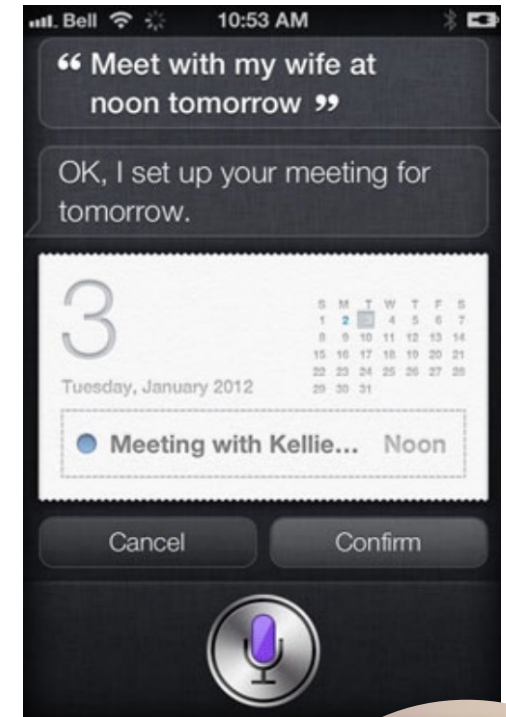 Bell 10:53 AM
“ Meet with my wife at
noon tomorrow ”
OK, I set up your meeting for
tomorrow.
3
S M T W T F S
1 2 3 4 5 6 7
8 9 10 11 12 13 14
15 16 17 18 19 20 21
22 23 24 25 26 27 28
29 30 31
Tuesday, January 2012
Meeting with Kellie... Noon
Cancel Confirm